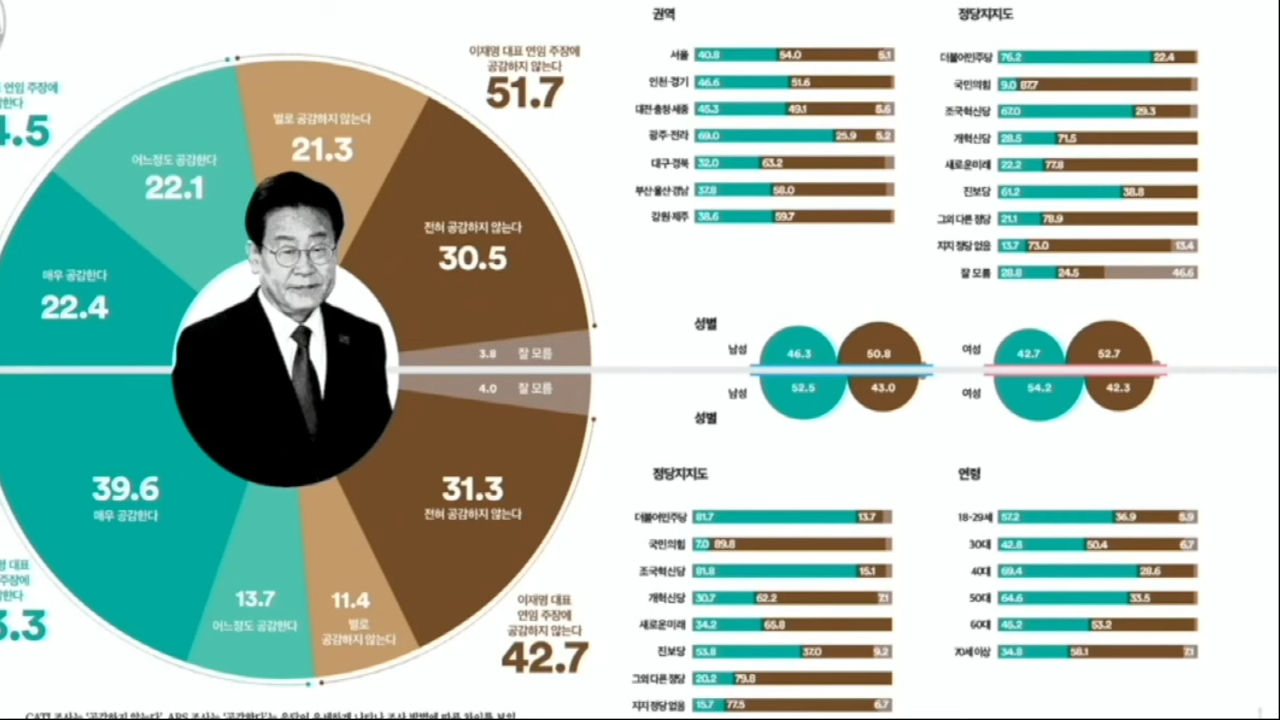 권역
정당지지도
이재명 대표 연임 주장에
공감하지 않는다
51.7
연임 주장에
4.5
별로 공감하지 않는다
21.3
어느정도 공감한다
22.1
전혀 공감하지 않는다
30.5
매우 공감한다
22.4
3.8 잘 모름
4.0 잘 모름
39.6
매우 공감한다
31.3
전혀 공감하지 않는다
13.7
어느정도 공감한다
11.4
별로
공감하지 않는다
대표
주장에
3.3
이재명 대표
연임 주장에
공감하지 않는다
42.7
서울 40.8 54.0 5.1
인천·경기 46.6 51.6
대전·충청·세종 45.3 49.1 5.6
광주·전라 69.0 25.9 5.2
대구·경북 32.0 63.2
부산·울산·경남 37.8 58.0
강원·제주 38.6 59.7
더불어민주당 76.2 22.4
국민의힘 9.0 87.7
조국혁신당 67.0 29.3
개혁신당 28.5 71.5
새로운미래 22.2 77.8
진보당 61.2 38.8
그외 다른 정당 21.1 78.9
지지 정당 없음 13.7 73.0 13.4
잘 모름 28.8 24.5 46.6
성별
남성 46.3 50.8
여성 42.7 52.7
남성 52.5 43.0
여성 54.2 42.3
성별
정당지지도
더불어민주당 81.7 13.7
국민의힘 7.0 89.8
조국혁신당 81.8 15.1
개혁신당 30.7 62.2 7.1
새로운미래 34.2 65.8
진보당 53.8 37.0 9.2
그외 다른 정당 20.2 79.8
지지 정당 없음 15.7 77.5 6.7
연령
18-29세 57.2 36.9 5.9
30대 42.8 50.4 6.7
40대 69.4 28.6
50대 64.6 33.5
60대 45.2 53.2
70세 이상 34.8 58.1 7.1